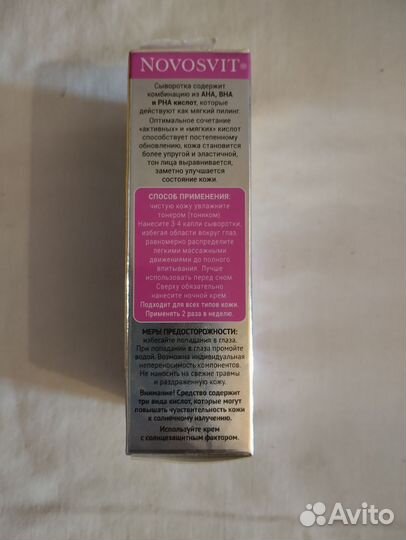 NOVOSVIT®
Сыворотка содержит
комбинацию из AHA, BHA
и PHA кислот, которые
действуют как мягкий пилинг.
Оптимальное сочетание
«активных» и «мягких» кислот
способствует постепенному
обновлению, кожа становится
более упругой и эластичной,
тон лица выравнивается,
заметно улучшается
состояние кожи.
СПОСОБ ПРИМЕНЕНИЯ:
чистую кожу увлажните
тонером (тоником).
Нанесите 3-4 капли сыворотки,
избегая области вокруг глаз,
равномерно распределите
легкими массажными
движениями до полного
впитывания. Лучше
использовать перед сном.
Сверху обязательно
нанесите ночной крем.
Подходит для всех типов кожи.
Применять 2 раза в неделю.
МЕРЫ ПРЕДОСТОРОЖНОСТИ:
избегайте попадания в глаза.
При попадании в глаза промойте
водой. Возможна индивидуальная
непереносимость компонентов.
Не наносить на свежие травмы
и раздраженную кожу.
Внимание! Средство содержит
три вида кислот, которые могут
повышать чувствительность кожи
к солнечному излучению.
Используйте крем
с солнцезащитным фактором.
Avito